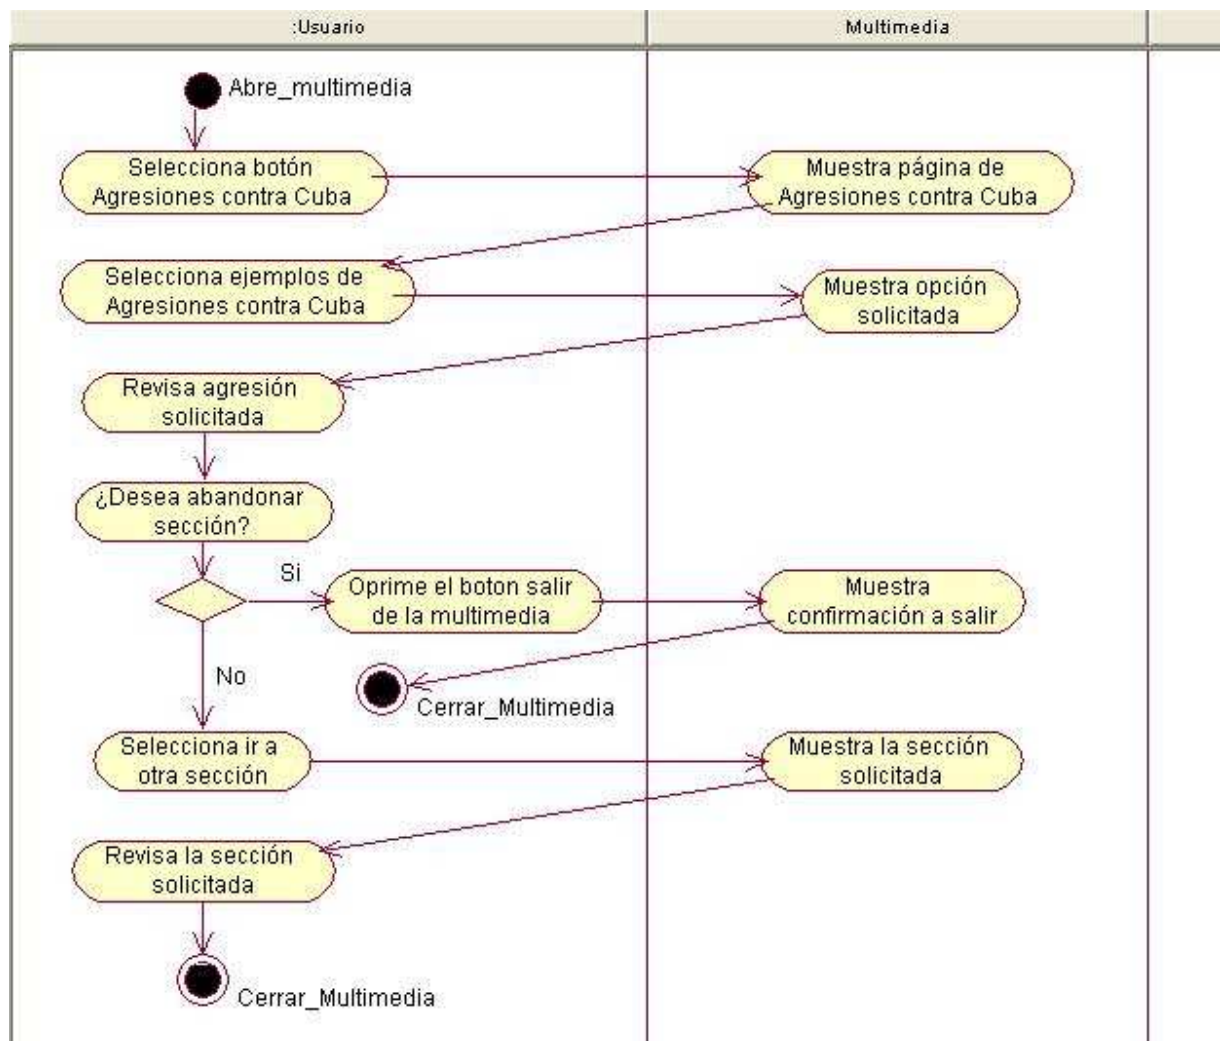 :Usuario
Multimedia
Abre_multimedia
Selecciona botón
Agresiones contra Cuba
Muestra página de
Agresiones contra Cuba
Selecciona ejemplos de
Agresiones contra Cuba
Muestra opción
solicitada
Revisa agresión
solicitada
¿Desea abandonar
sección?
Si
Oprime el boton salir
de la multimedia
Muestra
confirmación a salir
No
Cerrar_Multimedia
Selecciona ir a
otra sección
Muestra la sección
solicitada
Revisa la sección
solicitada
Cerrar_Multimedia